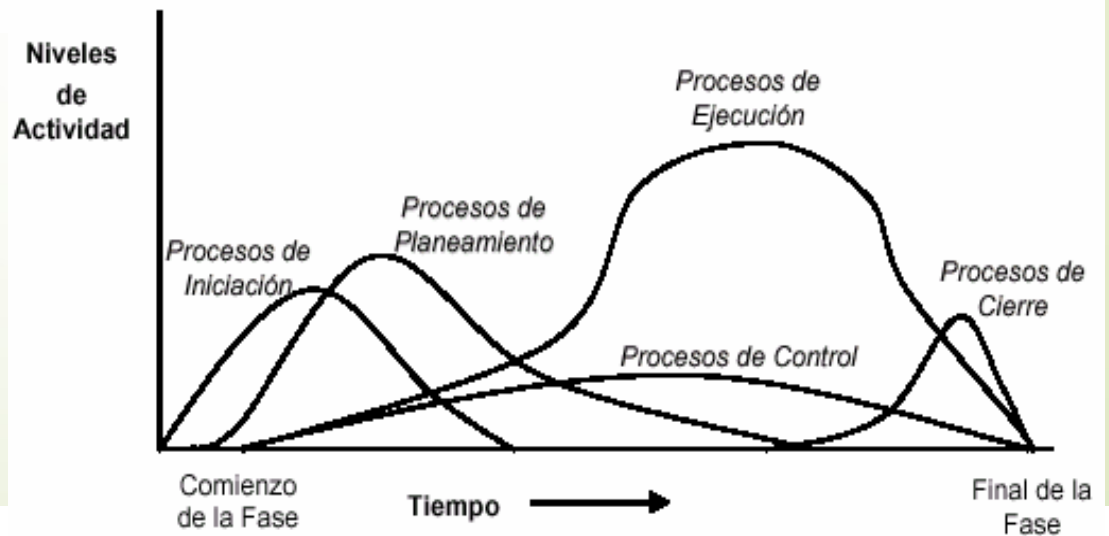 Niveles
de
Actividad
Procesos de
Ejecución
Procesos de
Planeamiento
Procesos de
Iniciación
Procesos de
Cierre
Procesos de Control
Comienzo
de la Fase
Tiempo
Final de la
Fase